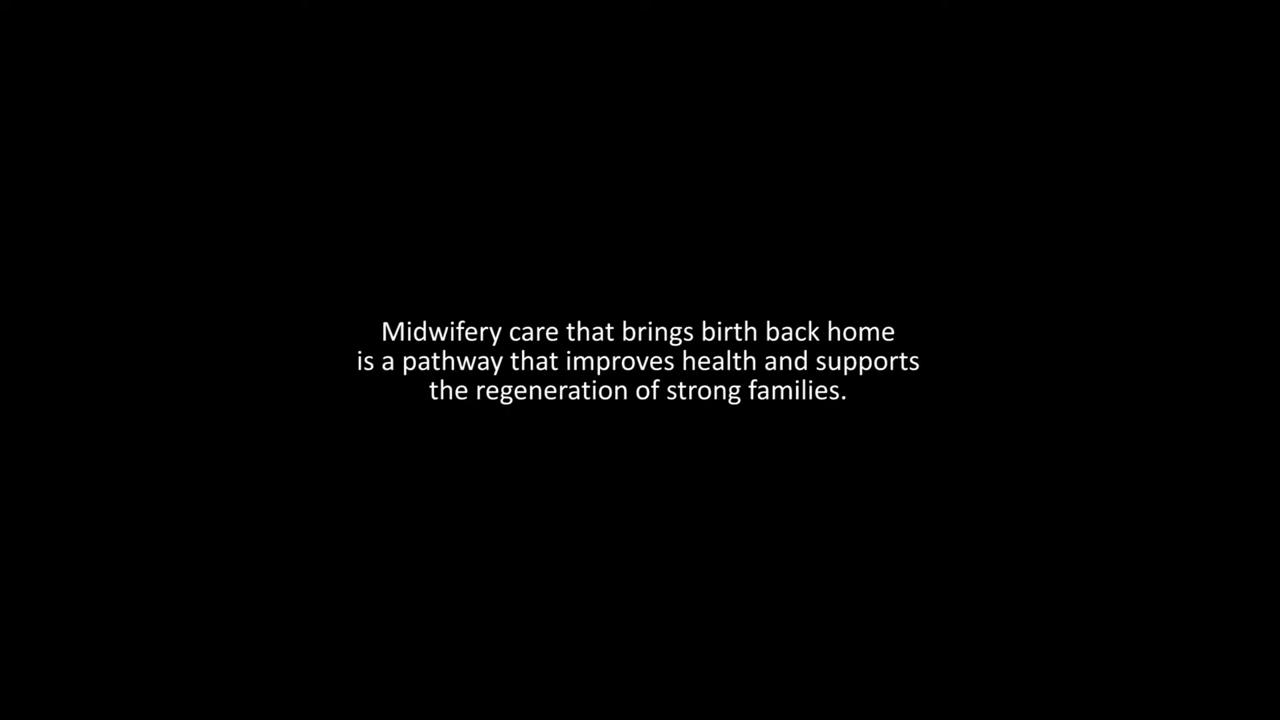 Midwifery care that brings birth back home
is a pathway that improves health and supports
the regeneration of strong families.